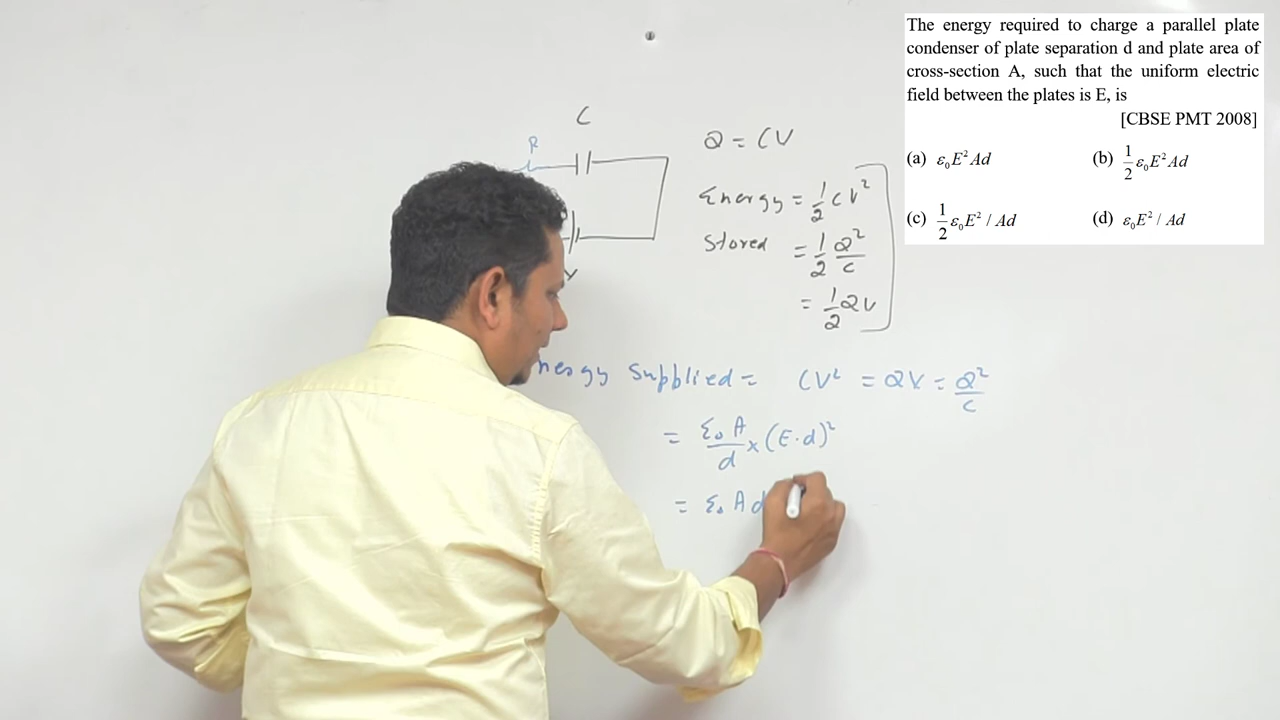 The energy required to charge a parallel plate
condenser of plate separation d and plate area of
cross-section A, such that the uniform electric
field between the plates is E, is
[CBSE PMT 2008]
(a) ε₀E²Ad
(b) 1/2 ε₀E²Ad
(c) 1/2 ε₀E² / Ad
(d) ε₀E² / Ad
C
R
V
Q = CV
Energy = 1/2 CV²
Stored = 1/2 Q²/C
= 1/2 QV
nergy Supplied = CV² = QV = Q²/C
= ε₀A/d × (E·d)²
= ε₀ A d